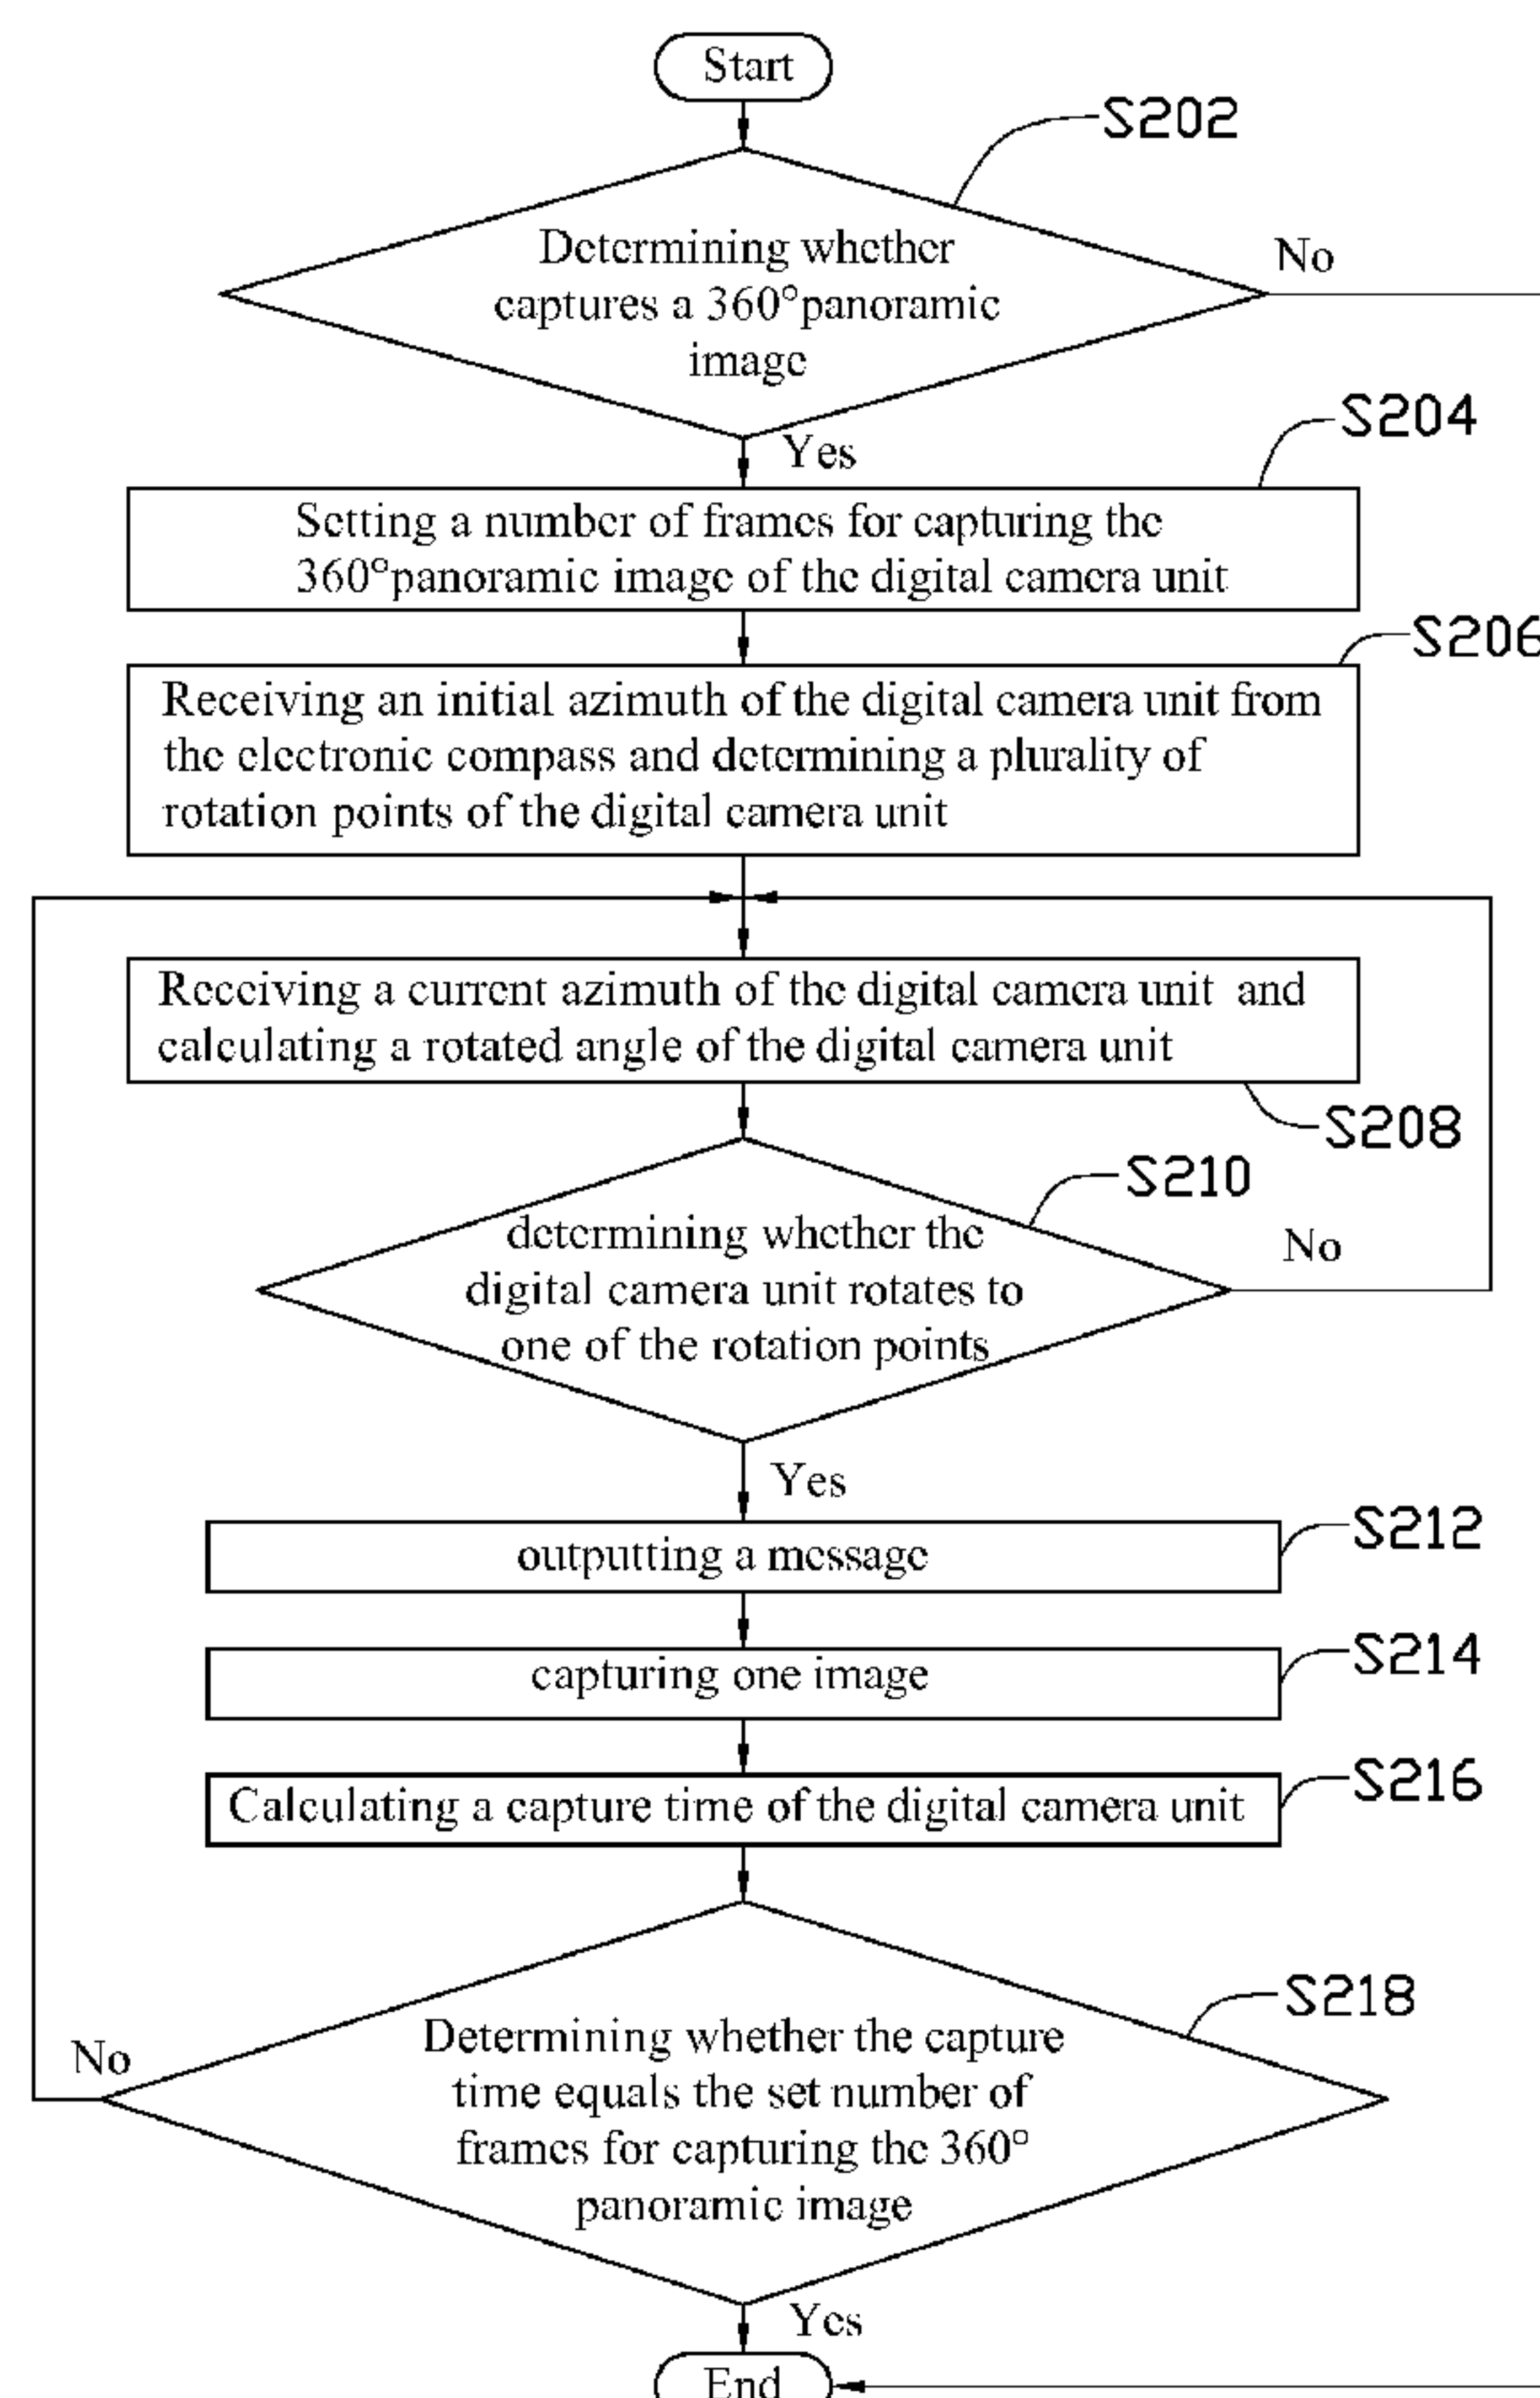 Start
S202
Determining whether
captures a 360°panoramic
image
No
Yes
S204
Setting a number of frames for capturing the
360°panoramic image of the digital camera unit
S206
Receiving an initial azimuth of the digital camera unit from
the electronic compass and determining a plurality of
rotation points of the digital camera unit
Receiving a current azimuth of the digital camera unit and
calculating a rotated angle of the digital camera unit
S208
S210
determining whether the
digital camera unit rotates to
one of the rotation points
No
Yes
outputting a message
S212
capturing one image
S214
Calculating a capture time of the digital camera unit
S216
S218
Determining whether the capture
time equals the set number of
frames for capturing the 360°
panoramic image
No
Yes
End